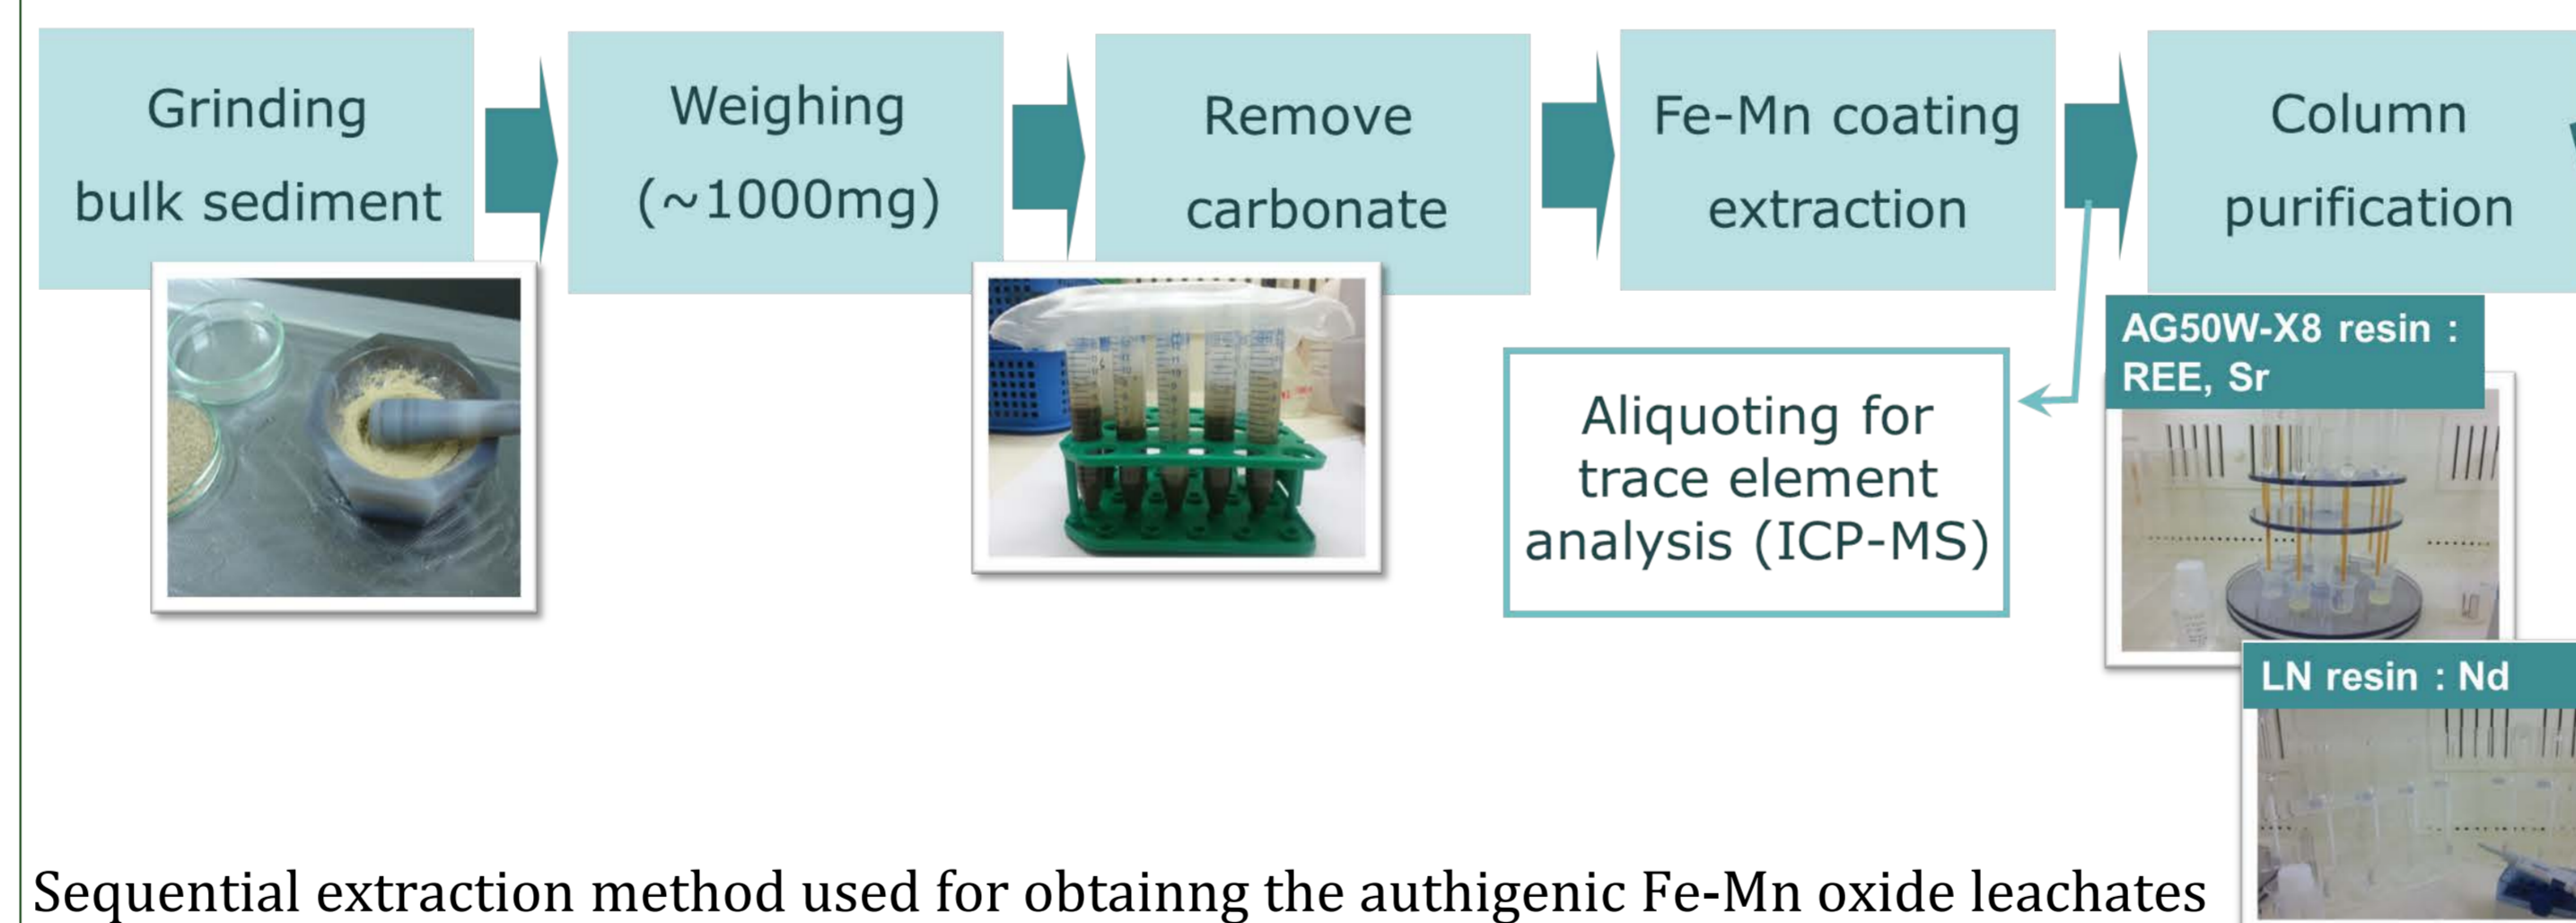 Grinding
bulk sediment
Weighing
(~1000mg)
Remove
carbonate
Fe-Mn coating
extraction
Column
purification
Aliquoting for
trace element
analysis (ICP-MS)
AG50W-X8 resin :
REE, Sr
LN resin : Nd
Sequential extraction method used for obtainng the authigenic Fe-Mn oxide leachates